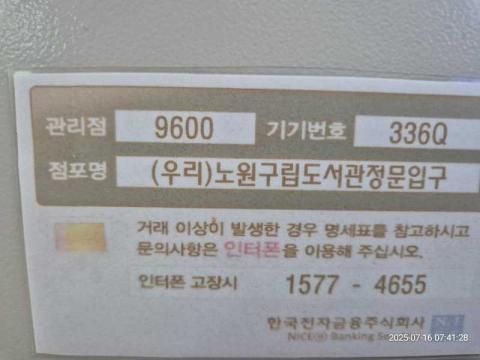 관리점 9600 기기번호 336Q
점포명 (우리)노원구립도서관정문입구
거래 이상이 발생한 경우 명세표를 참고하시고
문의사항은 인터폰을 이용해 주십시오.
인터폰 고장시 1577 - 4655
한국전자금융주식회사
NICE Banking
2025-07-16 07:41:28